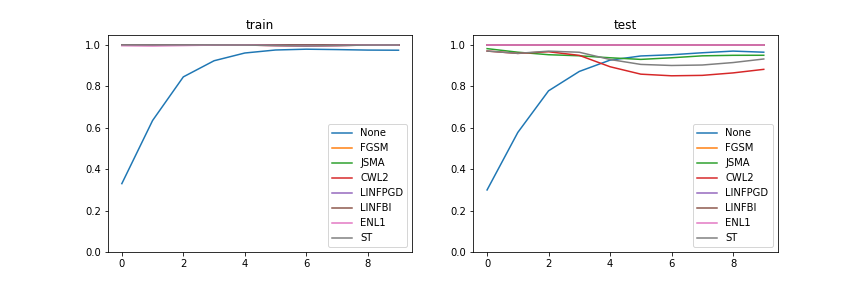 train
1.0
0.8
0.6
0.4
0.2
0.0
0 2 4 6 8
None
FGSM
JSMA
CWL2
LINFPGD
LINFBI
ENL1
ST
test
1.0
0.8
0.6
0.4
0.2
0.0
0 2 4 6 8
None
FGSM
JSMA
CWL2
LINFPGD
LINFBI
ENL1
ST